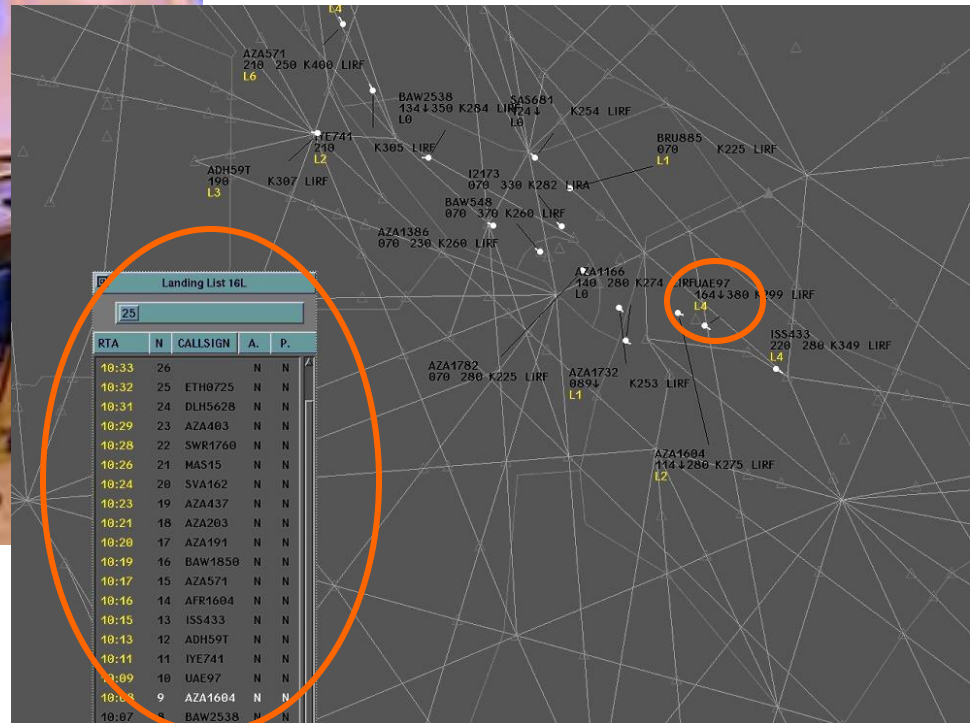 L4
AZA571
210 250 K400 LIRF
L6
BAW2538
134↓350 K284 LIRF
L0
SAS681
124↓ K254 LIRF
L0
IYE741
210 K305 LIRF
L2
BRU885
070 K225 LIRF
L1
ADH59T
190 K307 LIRF
L3
I2173
070 330 K282 LIRA
BAW548
070 370 K260 LIRF
AZA1386
070 230 K260 LIRF
AZA1166
140 280 K274 LIRF
L0
UAE97
164↓380 K299 LIRF
L4
ISS433
220 280 K349 LIRF
L4
AZA1782
070 280 K225 LIRF
AZA1732
089↓ K253 LIRF
L1
AZA1604
114↓280 K275 LIRF
L2
Landing List 16L
25
RTA N CALLSIGN A. P.
10:33 26 N N
10:32 25 ETH0725 N N
10:31 24 DLH5628 N N
10:29 23 AZA403 N N
10:28 22 SWR1760 N N
10:26 21 MAS15 N N
10:24 20 SVA162 N N
10:23 19 AZA437 N N
10:21 18 AZA203 N N
10:20 17 AZA191 N N
10:19 16 BAW1850 N N
10:17 15 AZA571 N N
10:16 14 AFR1604 N N
10:15 13 ISS433 N N
10:13 12 ADH59T N N
10:11 11 IYE741 N N
10:09 10 UAE97 N N
10:08 9 AZA1604 N N
10:07 8 BAW2538 N N